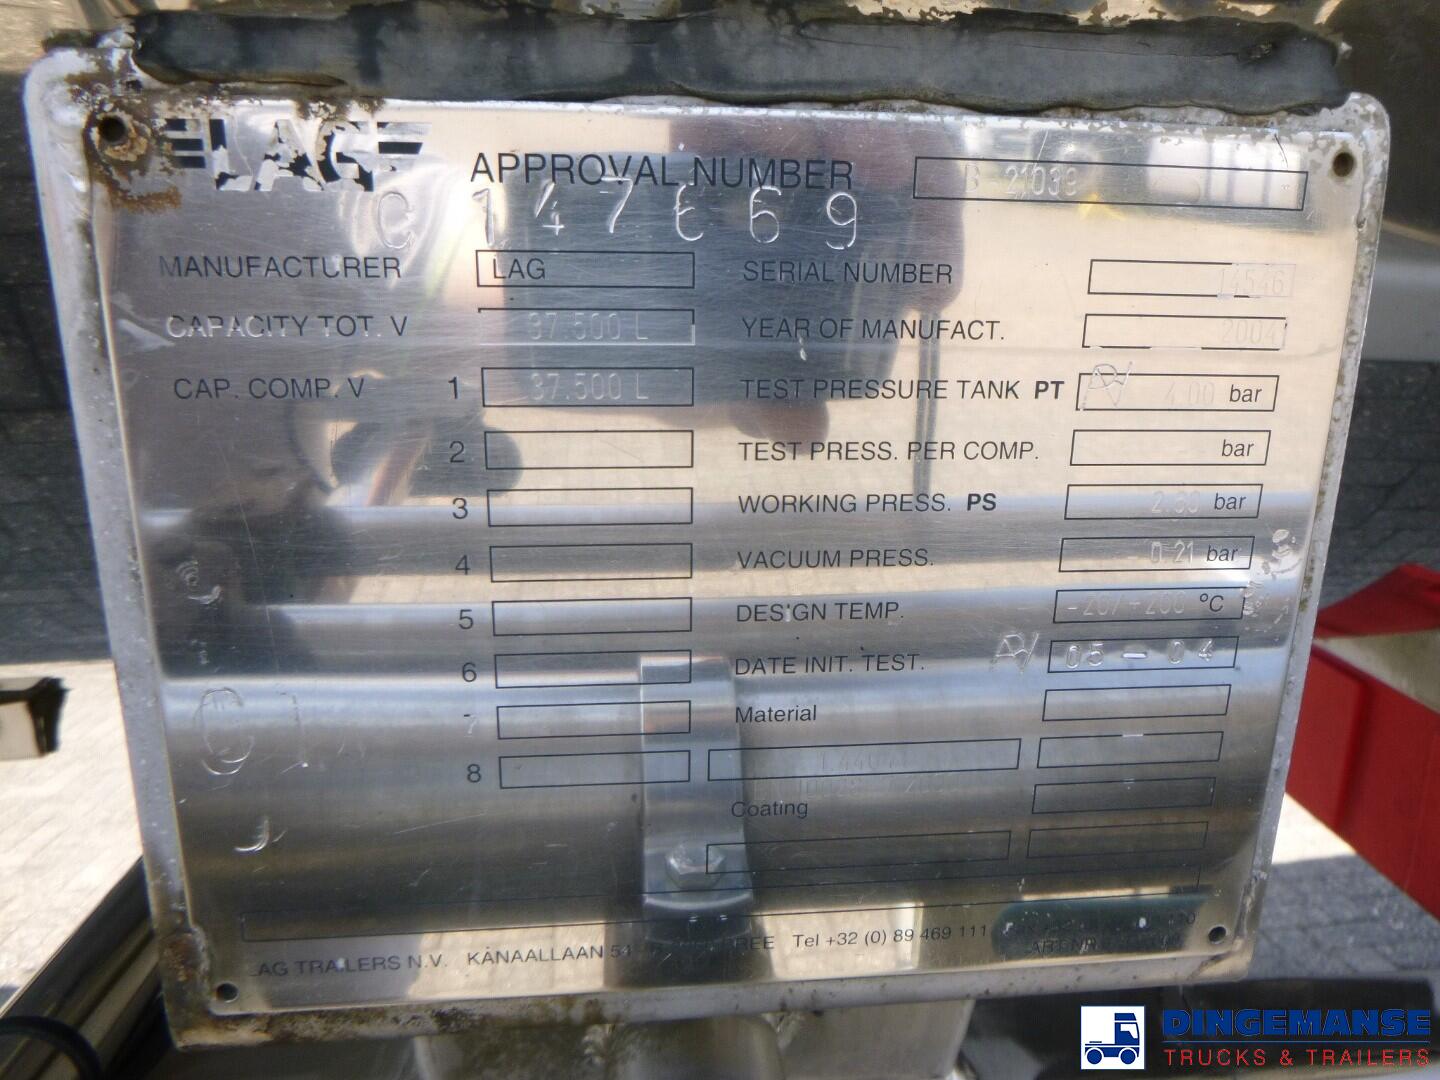 LAG
APPROVAL NUMBER B-21039
C 147669
MANUFACTURER LAG SERIAL NUMBER 14546
CAPACITY TOT. V 37.500 L YEAR OF MANUFACT. 2004
CAP. COMP. V 1 37.500 L TEST PRESSURE TANK PT 4.00 bar
2 TEST PRESS. PER COMP. bar
3 WORKING PRESS. PS bar
4 VACUUM PRESS. 0.21 bar
5 DESIGN TEMP. °C
6 DATE INIT. TEST. 05 - 04
7 Material
8
Coating
LAG TRAILERS N.V. KANAALLAAN 54 BREE Tel +32 (0) 89 469 111
DINGEMANSE
TRUCKS & TRAILERS